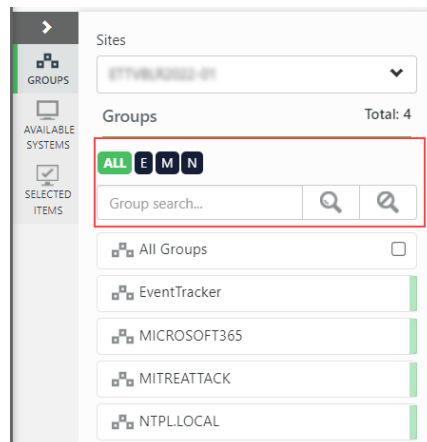 Sites
GROUPS
Groups
Total: 4
AVAILABLE
SYSTEMS
ALL E M N
SELECTED
ITEMS
Group search...
All Groups
EventTracker
MICROSOFT365
MITREATTACK
NTPL.LOCAL